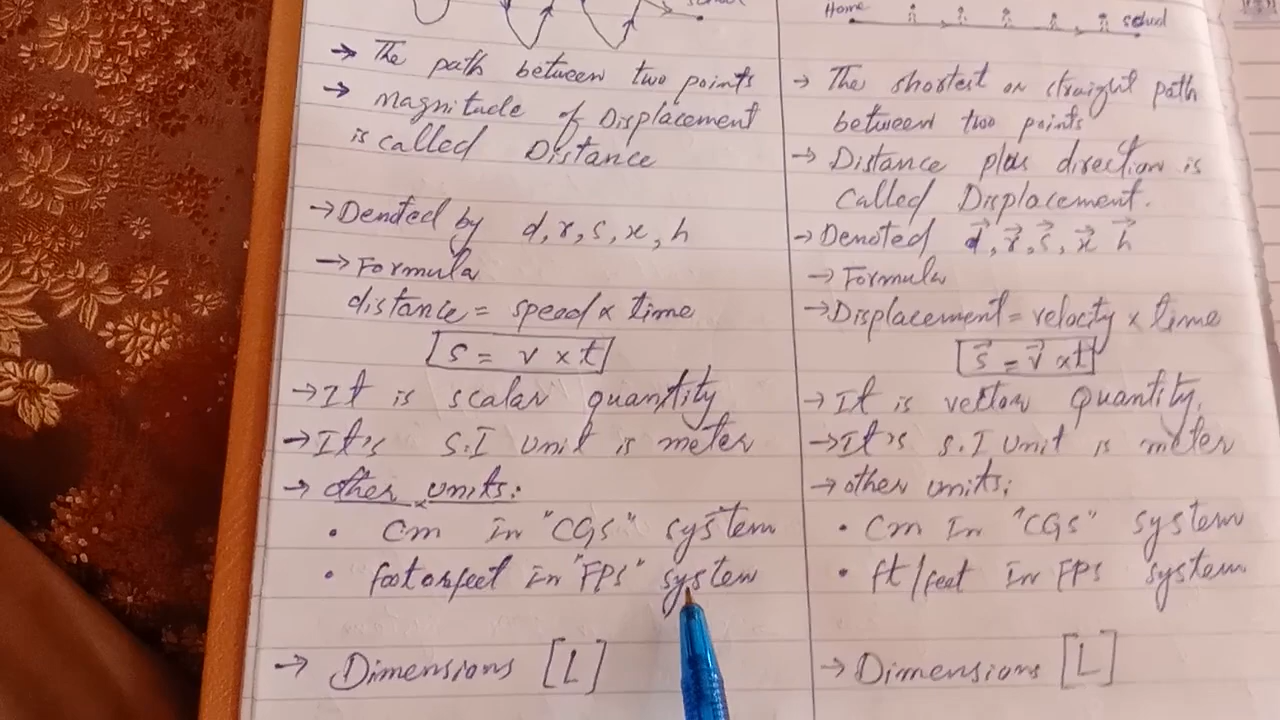 Home
school
→ The path between two points
→ magnitude of Displacement
is called Distance
→ Denoted by d, r, s, x, h
→ Formula
distance = speed x time
s = v x t
→ It is scalar quantity
→ It's S.I unit is meter
→ other units:
• Cm in "CGS" system
• foot or feet in "FPS" system
→ Dimensions [L]
→ The shortest or straight path
between two points
→ Distance plus direction is
called Displacement.
→ Denoted d⃗, r⃗, s⃗, x⃗ h⃗
→ Formula
→ Displacement = velocity x time
s⃗ = v⃗ x t
→ It is vector quantity,
→ It's S.I unit is meter
→ other units:
• Cm in "CGS" system
• ft/feet in FPS system
→ Dimensions [L]